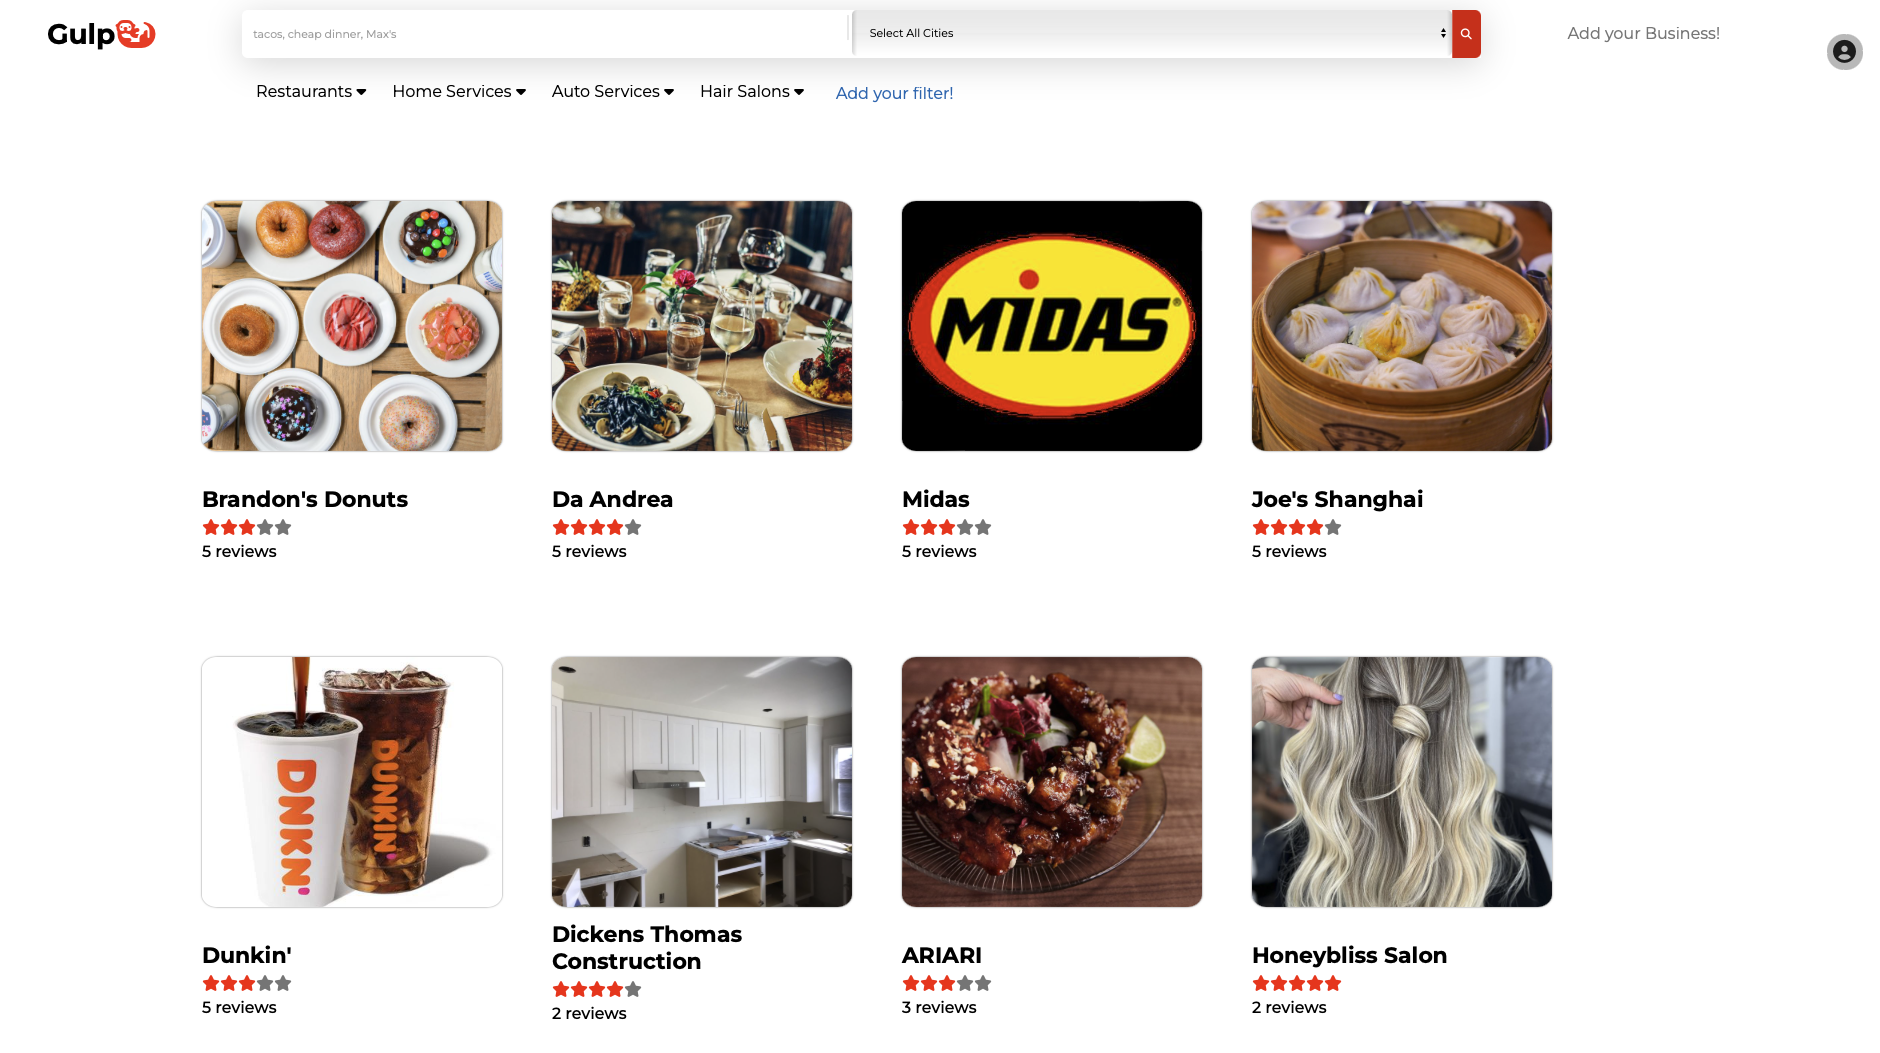 Gulp
tacos, cheap dinner, Max's
Select All Cities
Add your Business!
Restaurants
Home Services
Auto Services
Hair Salons
Add your filter!
MIDAS®
Brandon's Donuts
5 reviews
Da Andrea
5 reviews
Midas
5 reviews
Joe's Shanghai
5 reviews
DNKN'
DUNKIN'
Dunkin'
5 reviews
Dickens Thomas
Construction
2 reviews
ARIARI
3 reviews
Honeybliss Salon
2 reviews